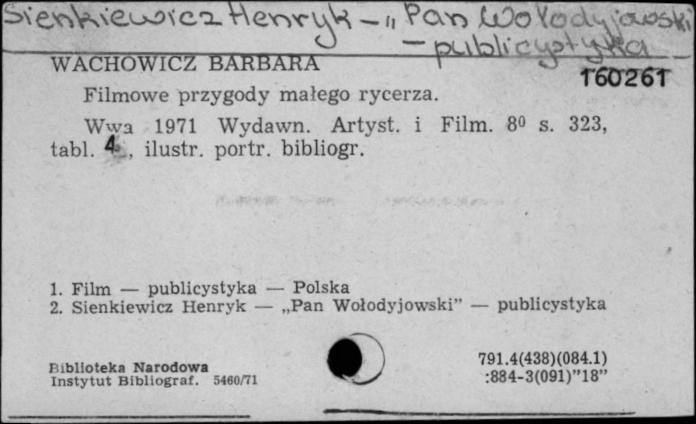 Sienkiewicz Henryk – „Pan Wołodyjowski
– publicystyka
WACHOWICZ BARBARA
160261
Filmowe przygody małego rycerza.
Wwa 1971 Wydawn. Artyst. i Film. 8⁰ s. 323,
tabl. 4, ilustr. portr. bibliogr.
1. Film — publicystyka — Polska
2. Sienkiewicz Henryk — „Pan Wołodyjowski” — publicystyka
Biblioteka Narodowa
Instytut Bibliograf. 5460/71
791.4(438)(084.1)
:884-3(091)”18”